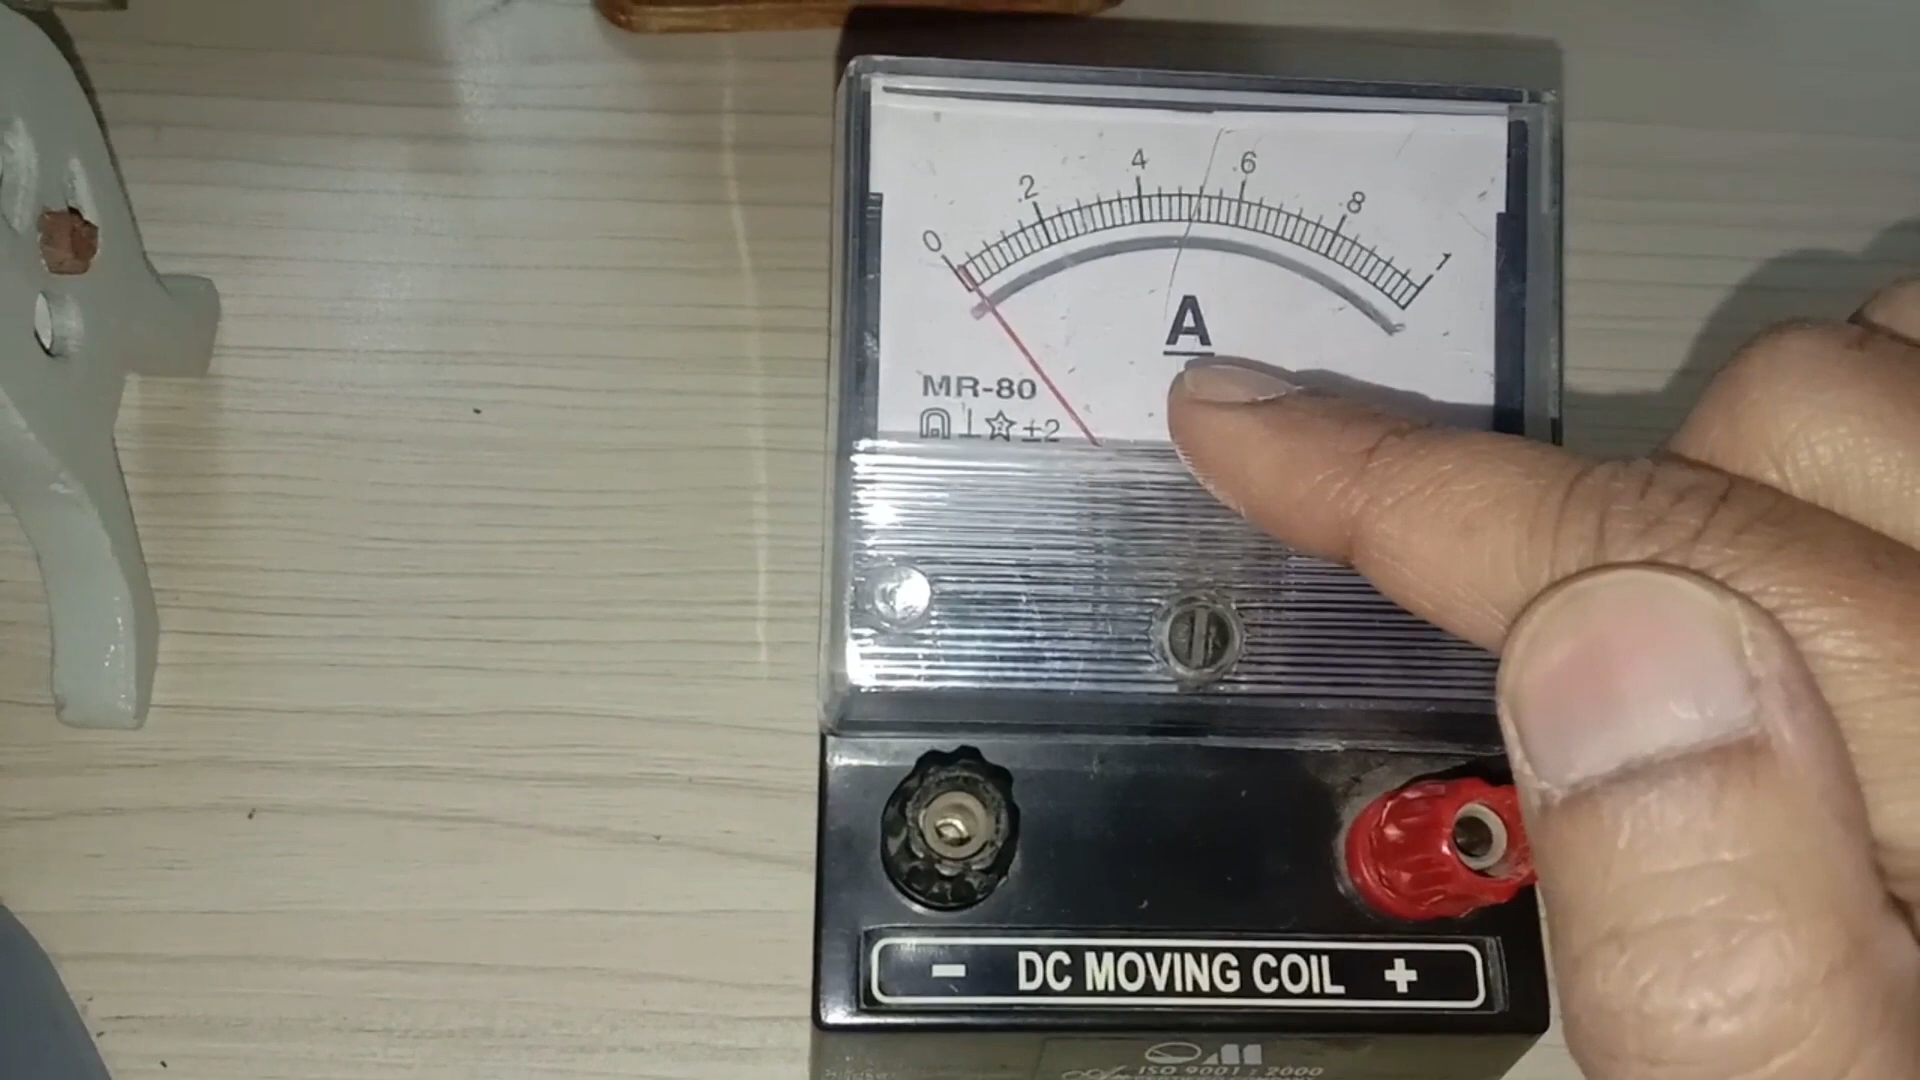 0 .2 .4 .6 .8 1
A
MR-80
±2
- DC MOVING COIL +
ISO 9001 : 2000